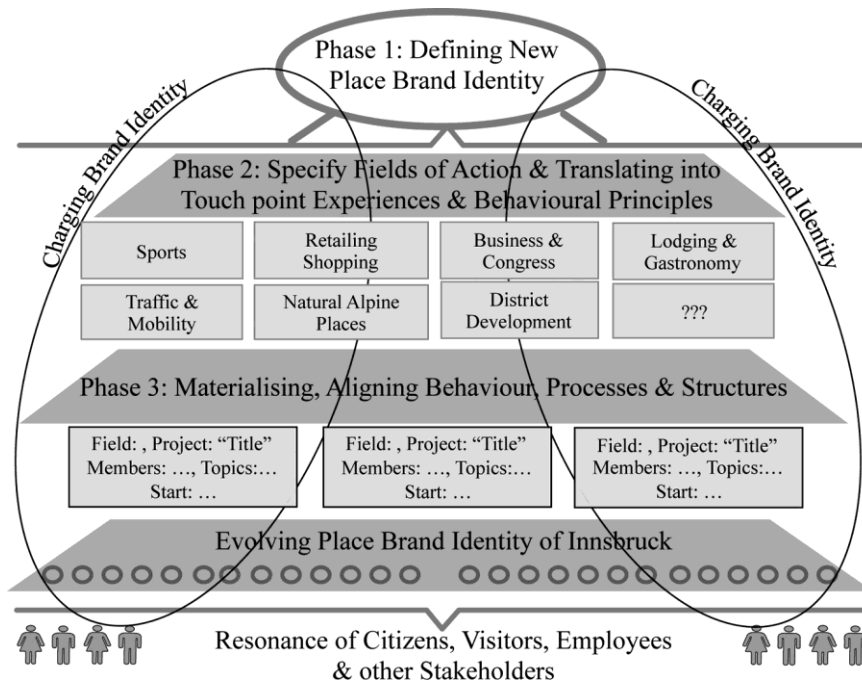 Phase 1: Defining New
Place Brand Identity
Charging Brand Identity
Charging Brand Identity
Phase 2: Specify Fields of Action & Translating into
Touch point Experiences & Behavioural Principles
Sports
Retailing
Shopping
Business &
Congress
Lodging &
Gastronomy
Traffic &
Mobility
Natural Alpine
Places
District
Development
???
Phase 3: Materialising, Aligning Behaviour, Processes & Structures
Field: , Project: “Title”
Members: …, Topics:…
Start: …
Field: , Project: “Title”
Members: …, Topics:…
Start: …
Field: , Project: “Title”
Members: …, Topics:…
Start: …
Evolving Place Brand Identity of Innsbruck
Resonance of Citizens, Visitors, Employees
& other Stakeholders